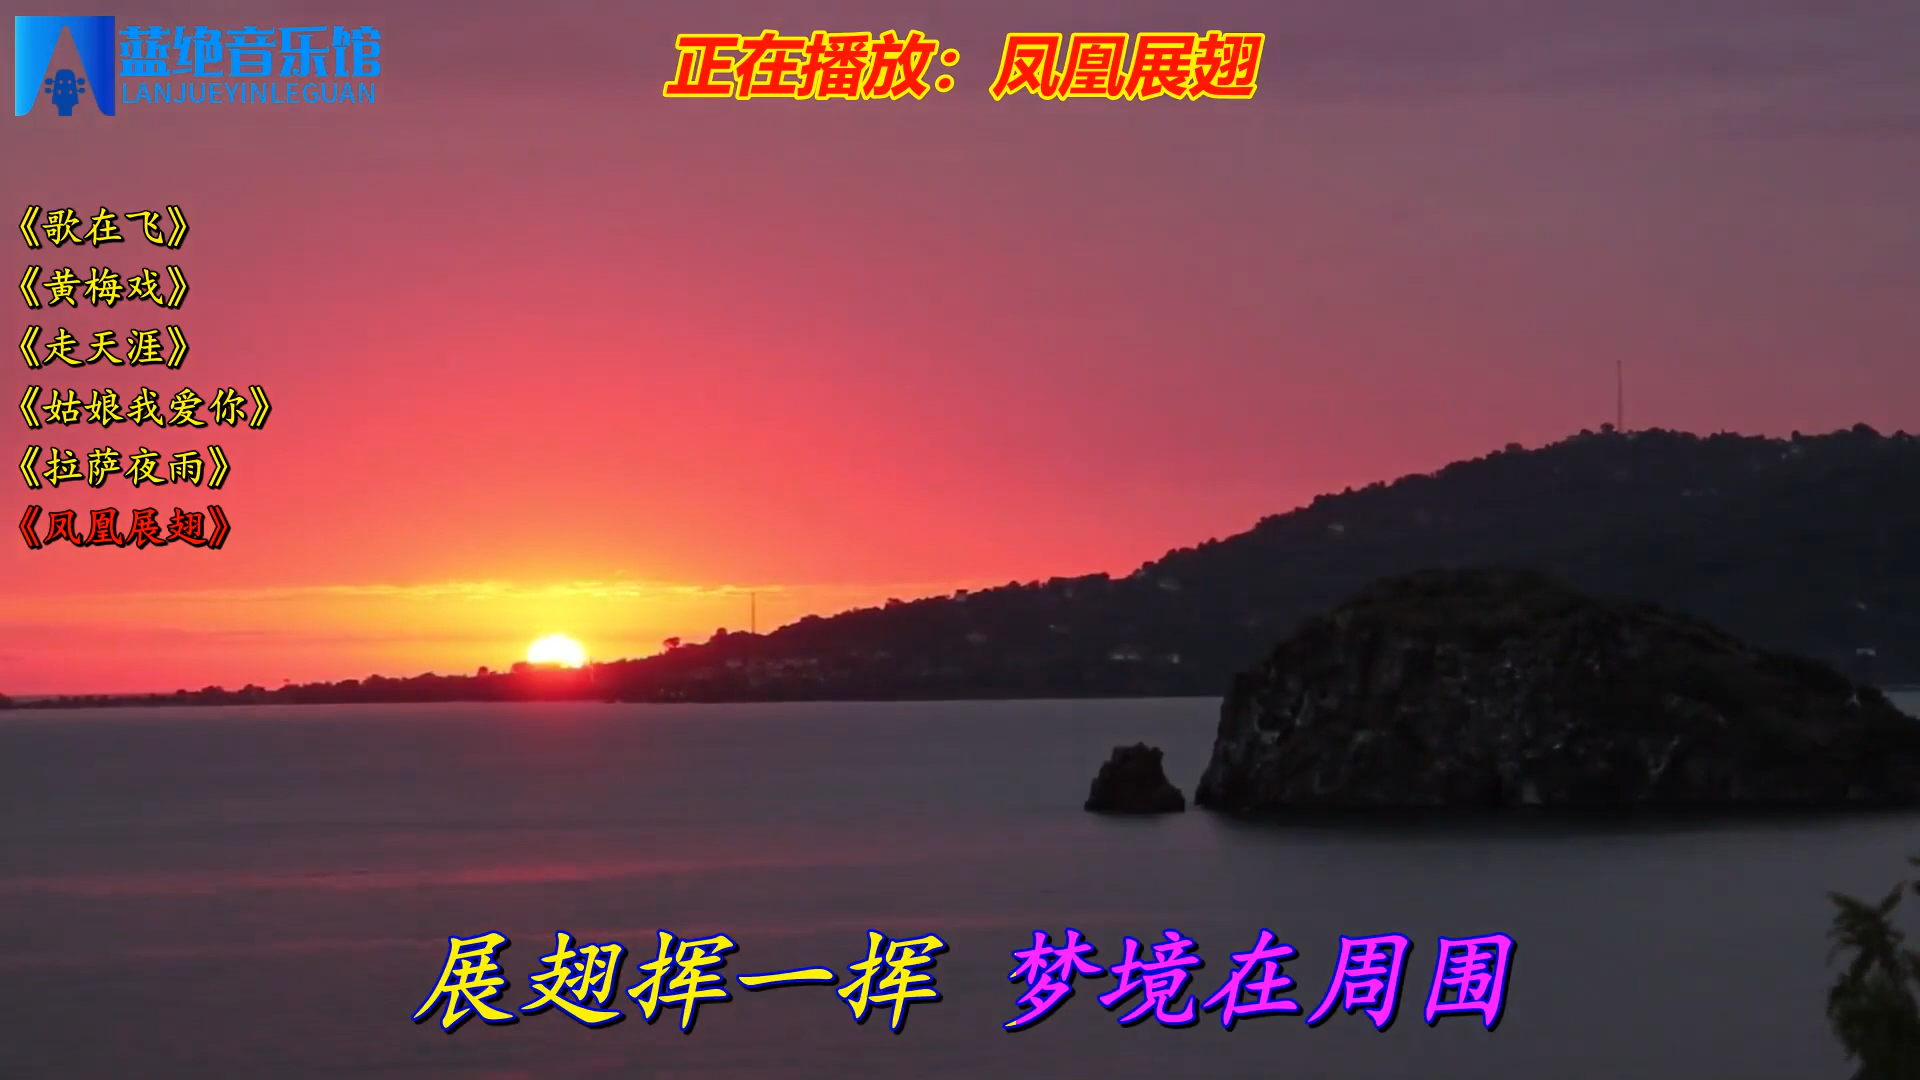 蓝绝音乐馆
LANJUEYINLEGUAN
正在播放：凤凰展翅
《歌在飞》
《黄梅戏》
《走天涯》
《姑娘我爱你》
《拉萨夜雨》
《凤凰展翅》
展翅挥一挥 梦境在周围